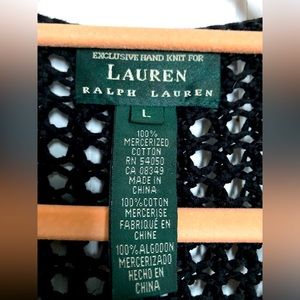 EXCLUSIVE HAND KNIT FOR
LAUREN
RALPH LAUREN
L
100%
MERCERIZED
COTTON
RN 54050
CA 08349
MADE IN
CHINA
100% COTON
MERCERISE
FABRIQUÉ EN
CHINE
100% ALGODON
MERCERIZADO
HECHO EN
CHINA